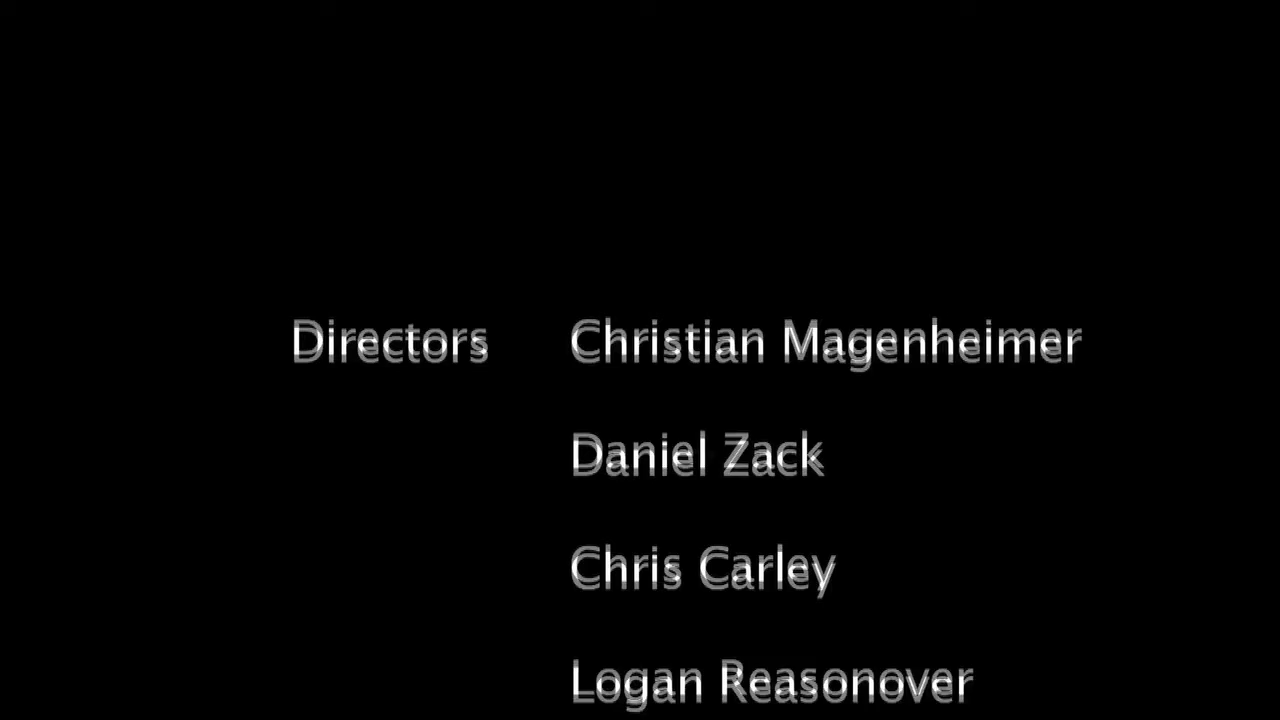 Directors Christian Magenheimer
Daniel Zack
Chris Carley
Logan Reasonover